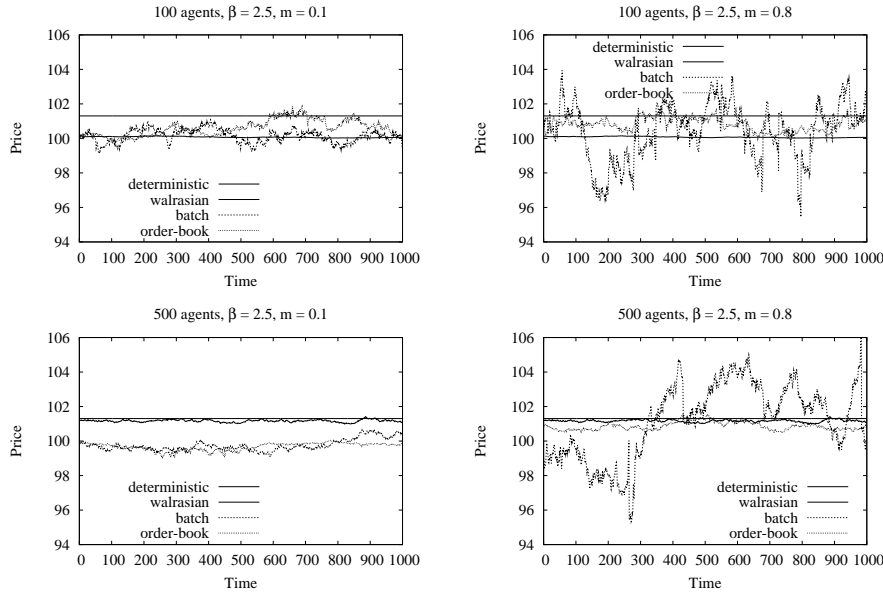 100 agents, β = 2.5, m = 0.1
106
104
102
100
98
96
94
Price
deterministic
walrasian
batch
order-book
0 100 200 300 400 500 600 700 800 900 1000
Time
100 agents, β = 2.5, m = 0.8
106
104
102
100
98
96
94
Price
deterministic
walrasian
batch
order-book
0 100 200 300 400 500 600 700 800 900 1000
Time
500 agents, β = 2.5, m = 0.1
106
104
102
100
98
96
94
Price
deterministic
walrasian
batch
order-book
0 100 200 300 400 500 600 700 800 900 1000
Time
500 agents, β = 2.5, m = 0.8
106
104
102
100
98
96
94
Price
deterministic
walrasian
batch
order-book
0 100 200 300 400 500 600 700 800 900 1000
Time